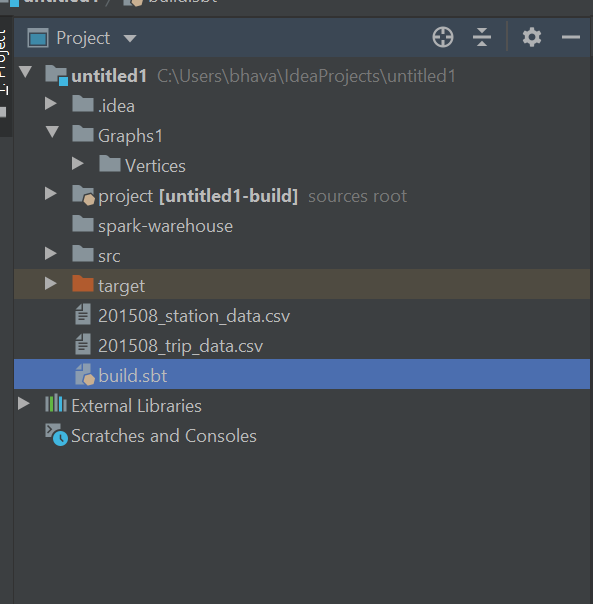 untitled1 / build.sbt
Project
Project
untitled1 C:\Users\bhava\IdeaProjects\untitled1
.idea
Graphs1
Vertices
project [untitled1-build] sources root
spark-warehouse
src
target
201508_station_data.csv
201508_trip_data.csv
build.sbt
External Libraries
Scratches and Consoles